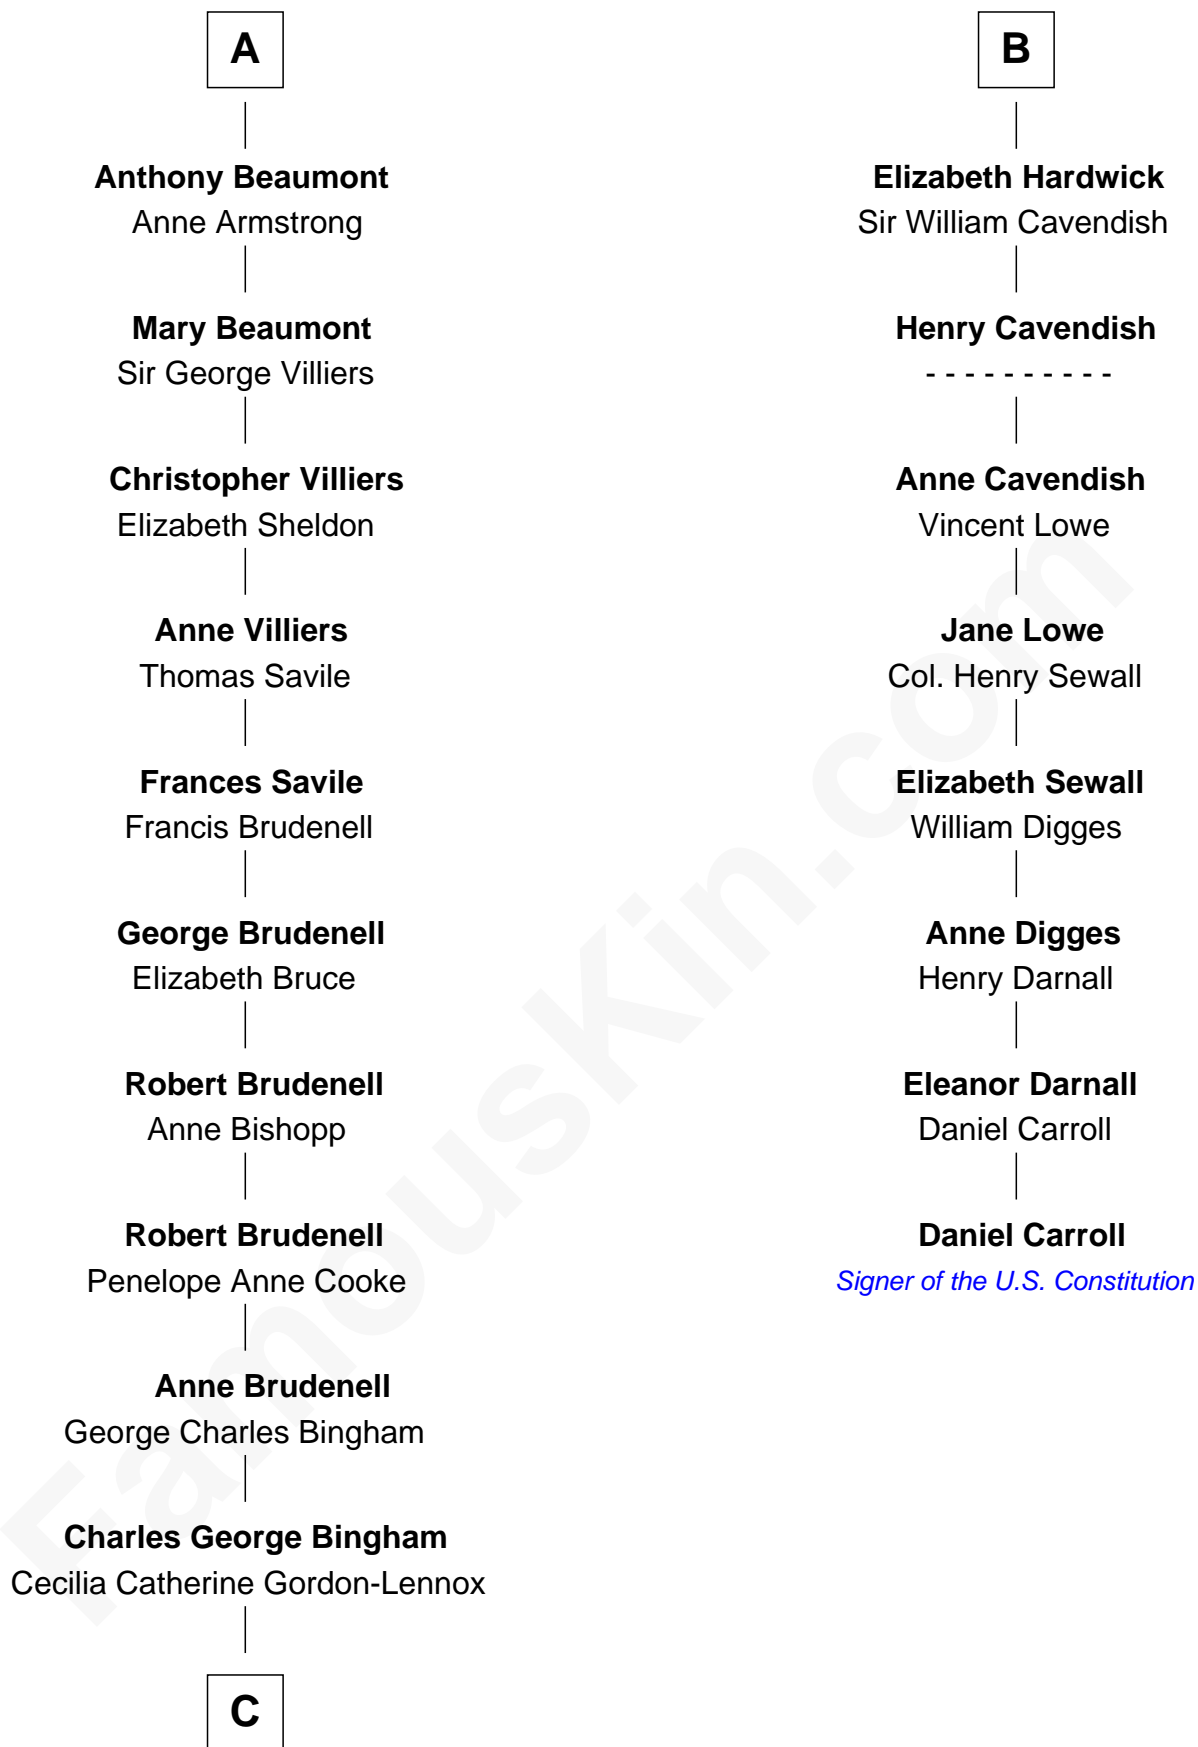 A
Anthony Beaumont
Anne Armstrong
Mary Beaumont
Sir George Villiers
Christopher Villiers
Elizabeth Sheldon
Anne Villiers
Thomas Savile
Frances Savile
Francis Brudenell
George Brudenell
Elizabeth Bruce
Robert Brudenell
Anne Bishopp
Robert Brudenell
Penelope Anne Cooke
Anne Brudenell
George Charles Bingham
Charles George Bingham
Cecilia Catherine Gordon-Lennox
C
B
Elizabeth Hardwick
Sir William Cavendish
Henry Cavendish
- - - - - - - - - -
Anne Cavendish
Vincent Lowe
Jane Lowe
Col. Henry Sewall
Elizabeth Sewall
William Digges
Anne Digges
Henry Darnall
Eleanor Darnall
Daniel Carroll
Daniel Carroll
Signer of the U.S. Constitution
FamousKin.com